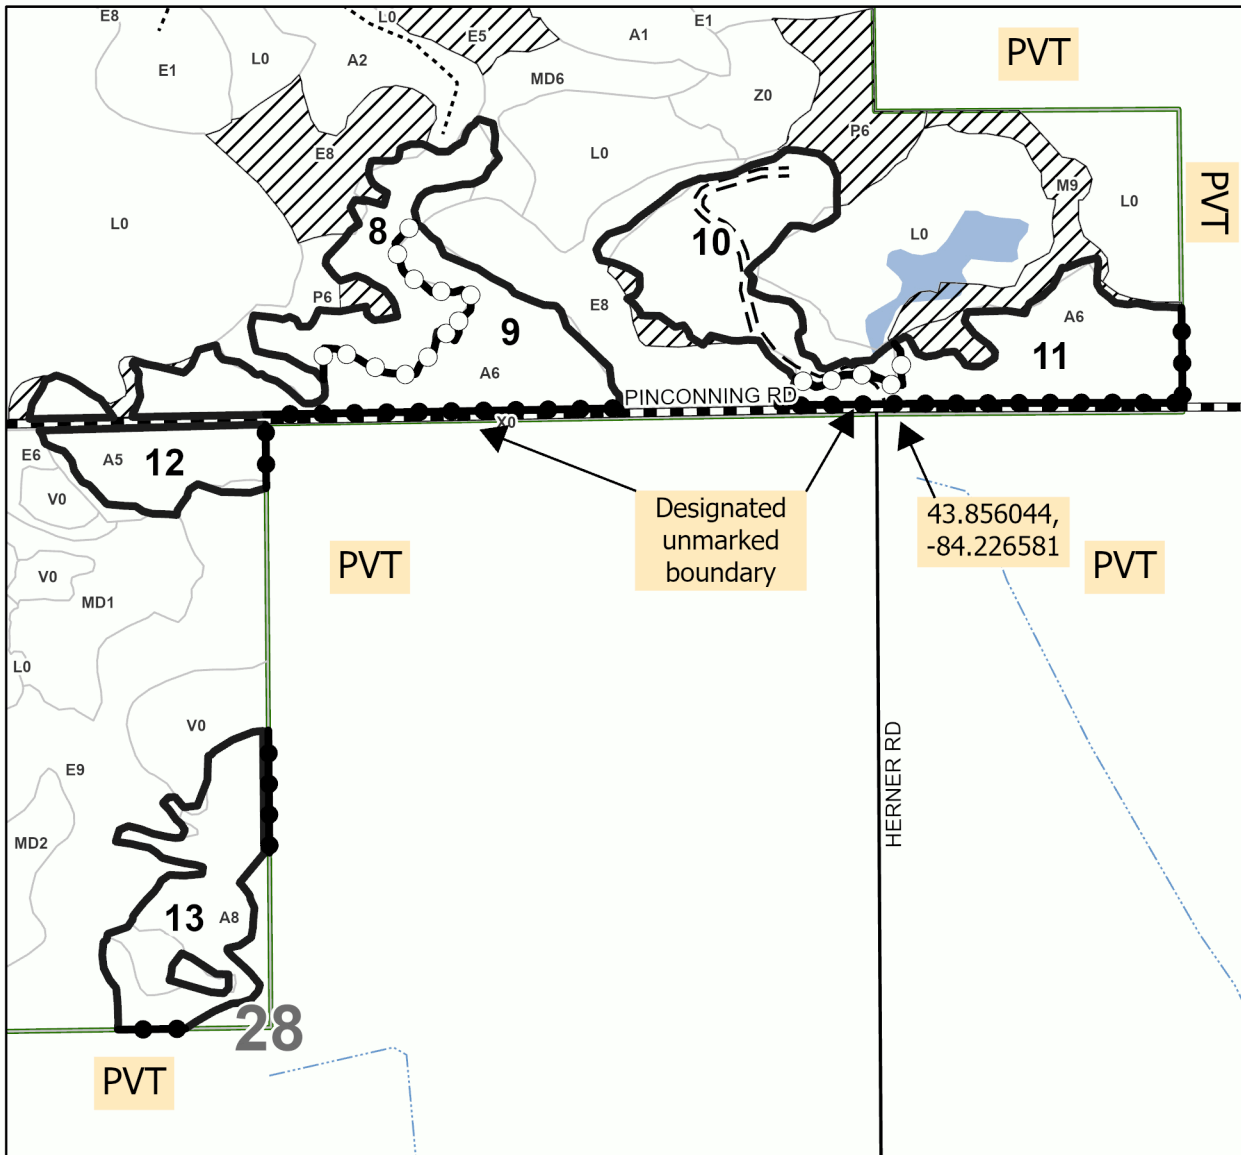 E8
L0
E1
E5
A1
E1
L0
A2
MD6
Z0
PVT
E8
L0
P6
M9
L0
PVT
L0
8
10
L0
P6
E8
9
A6
11
A6
PINCONNING RD
X0
E6
A5
12
V0
Designated
unmarked
boundary
43.856044,
-84.226581
PVT
PVT
V0
MD1
L0
V0
E9
HERNER RD
MD2
13
A8
28
PVT